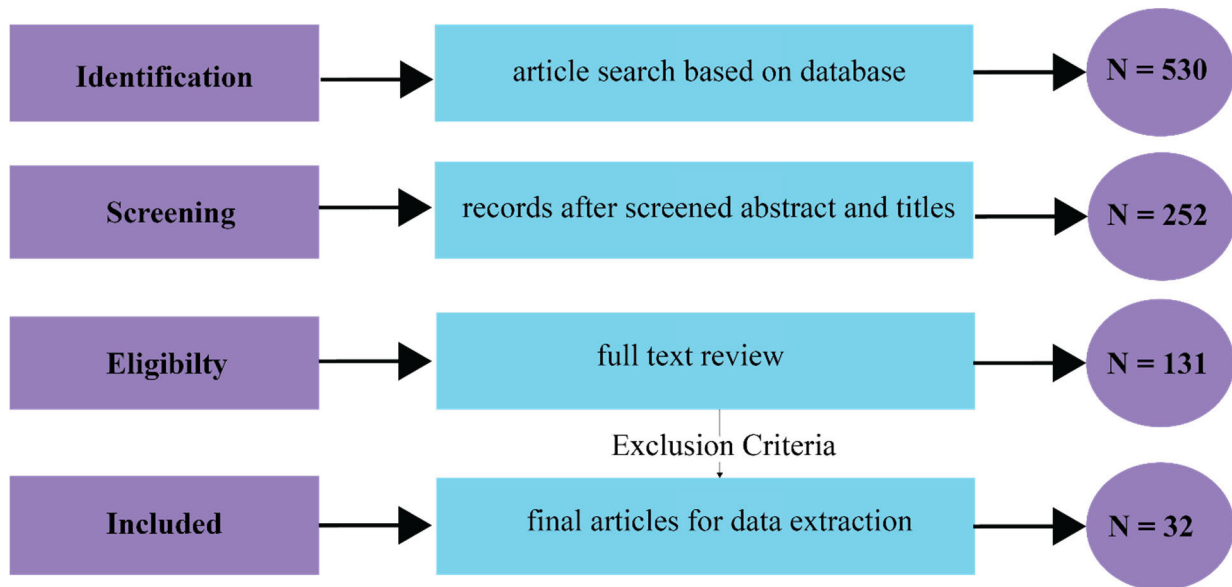 Identification
article search based on database
N = 530
Screening
records after screened abstract and titles
N = 252
Eligibilty
full text review
N = 131
Exclusion Criteria
Included
final articles for data extraction
N = 32